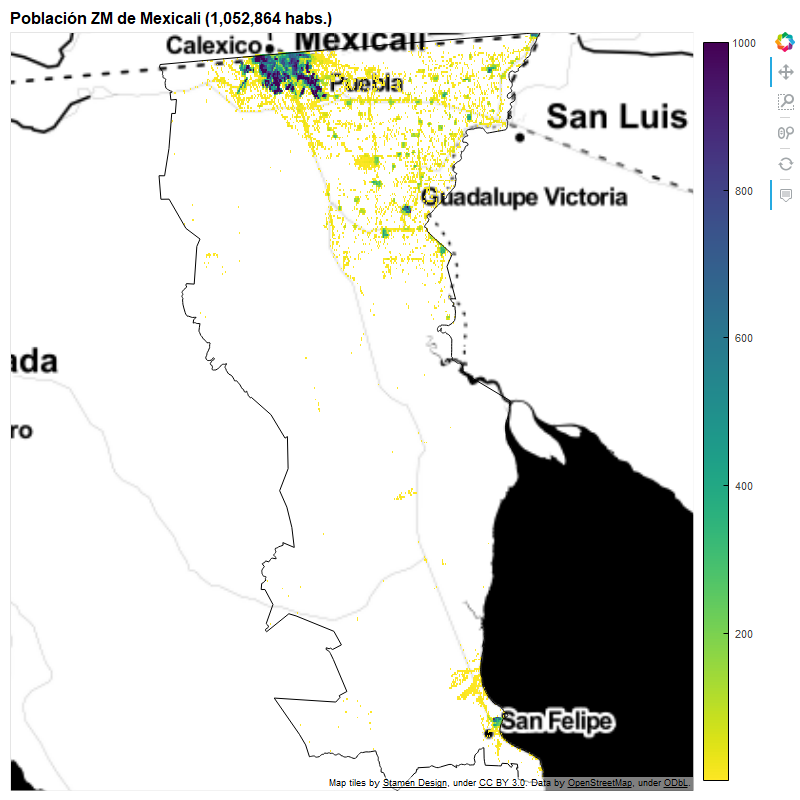 Población ZM de Mexicali (1,052,864 habs.)
Calexico
Mexicali
Puebla
San Luis
Guadalupe Victoria
ada
ro
San Felipe
1000
800
600
400
200
Map tiles by Stamen Design, under CC BY 3.0. Data by OpenStreetMap, under ODbL.